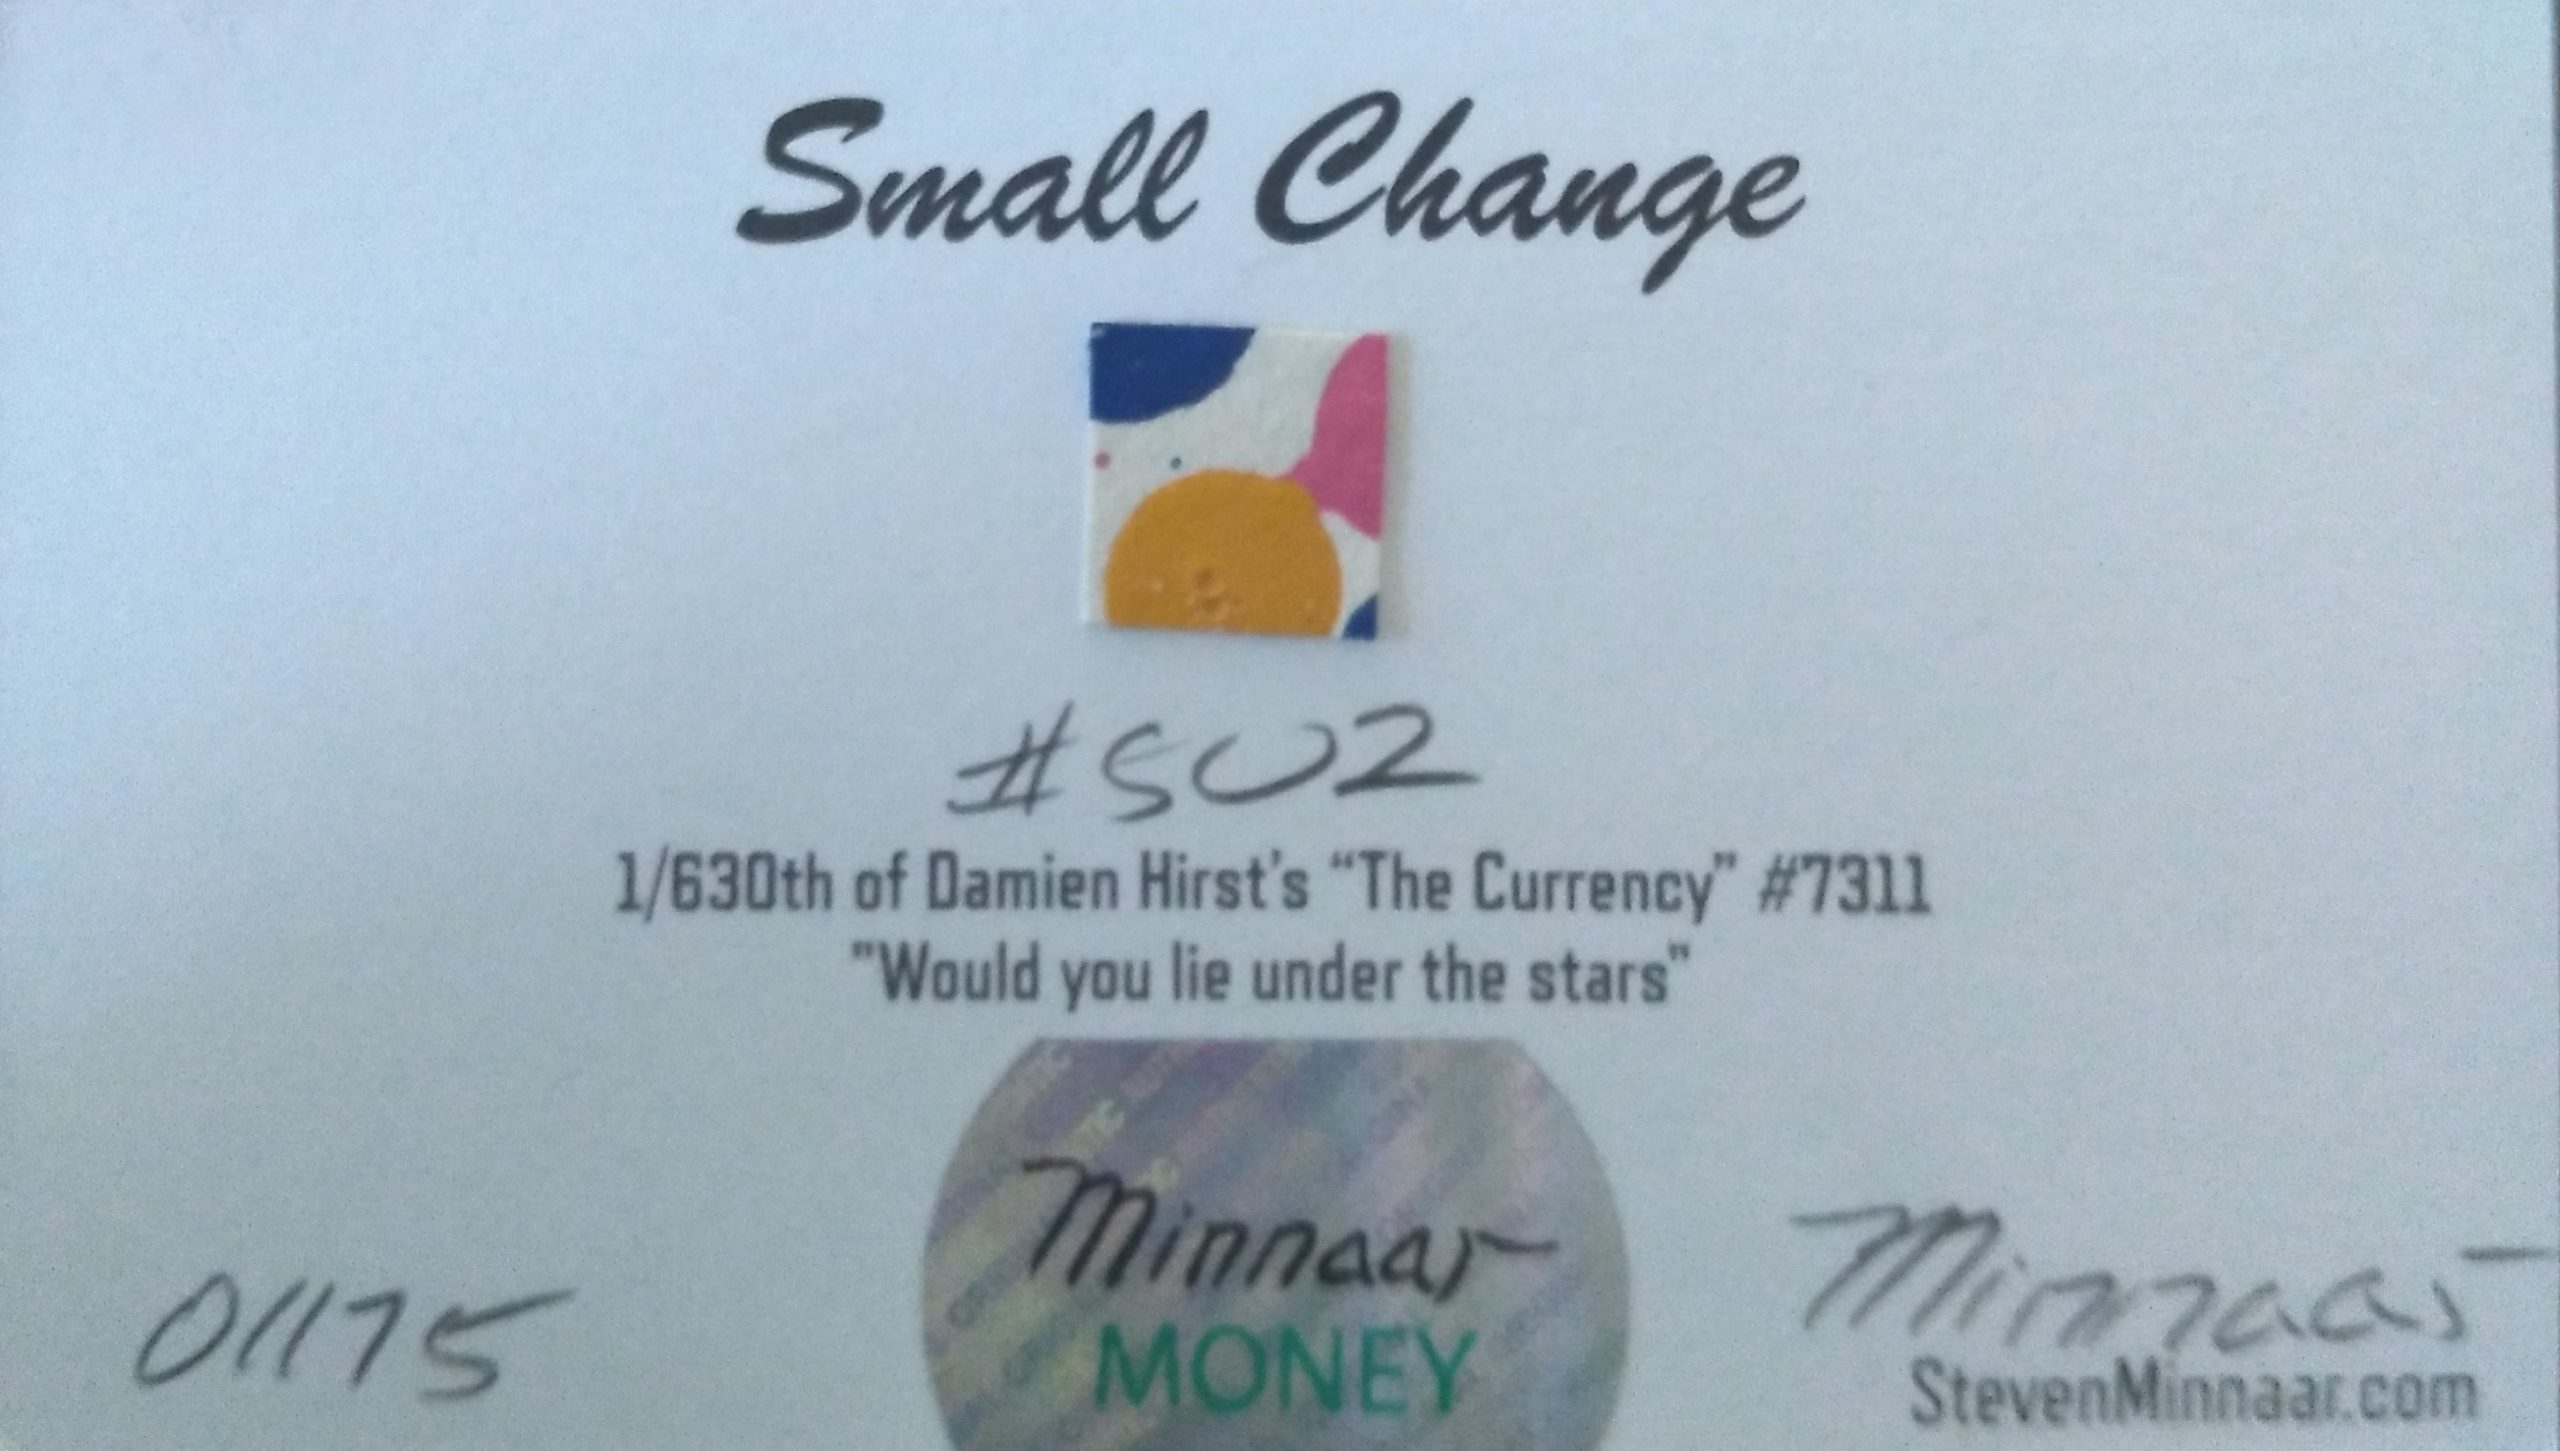 Small Change
#502
1/630th of Damien Hirst's “The Currency” #7311
"Would you lie under the stars"
Minnaar
MONEY
01175
Minnaar
StevenMinnaar.com